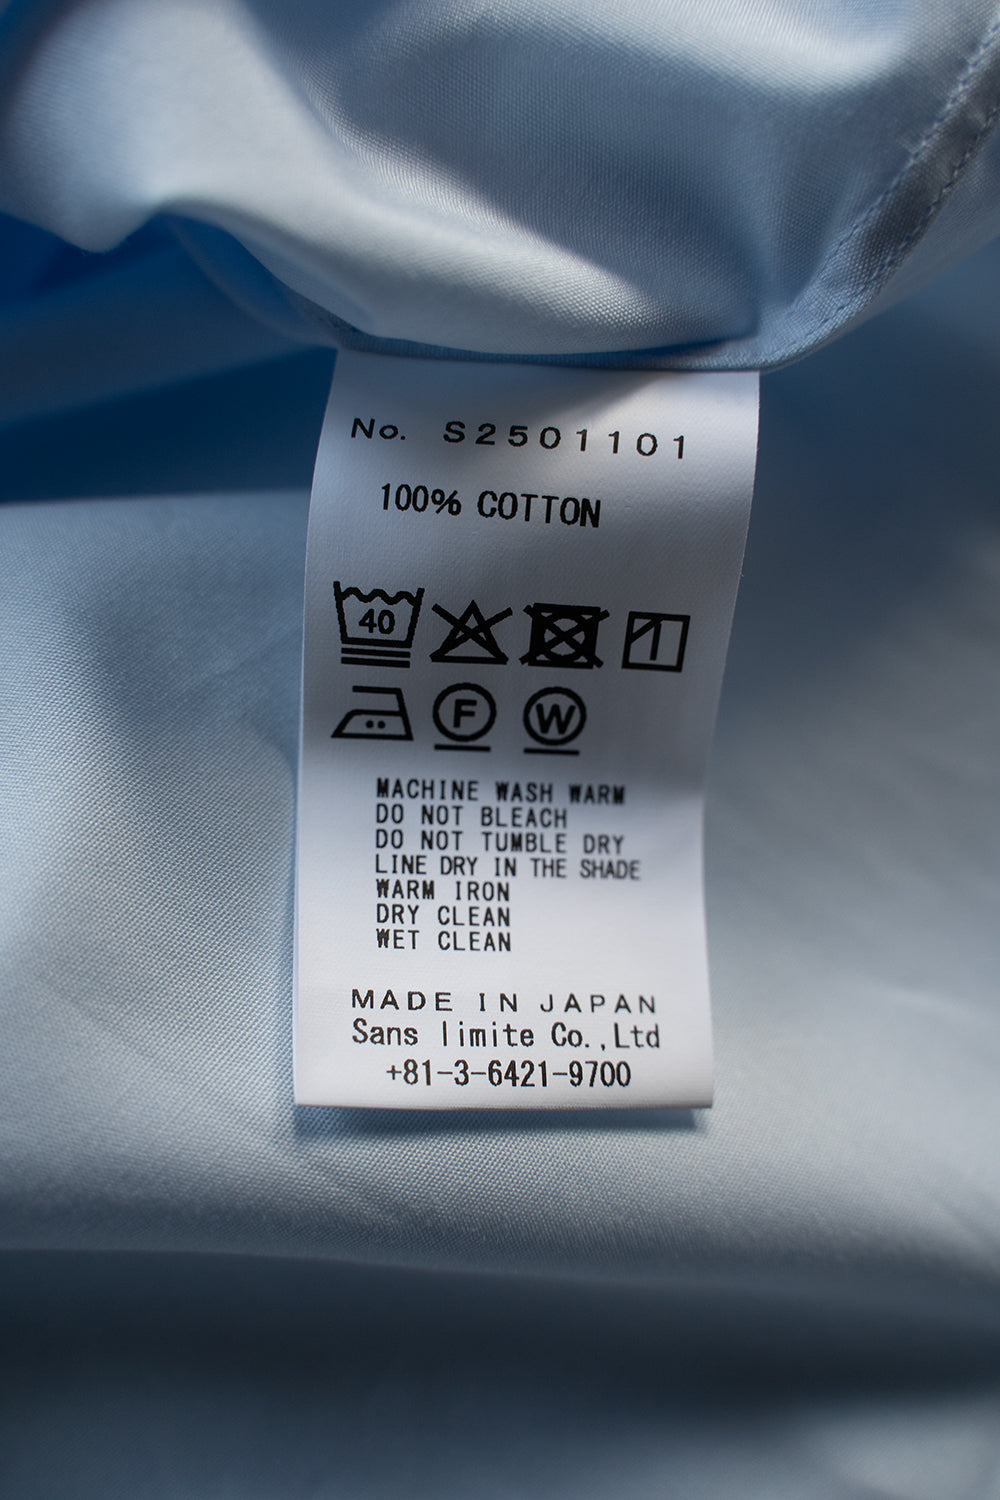 No. S2501101
100% COTTON
40
F W
MACHINE WASH WARM
DO NOT BLEACH
DO NOT TUMBLE DRY
LINE DRY IN THE SHADE
WARM IRON
DRY CLEAN
WET CLEAN
MADE IN JAPAN
Sans limite Co.,Ltd
+81-3-6421-9700